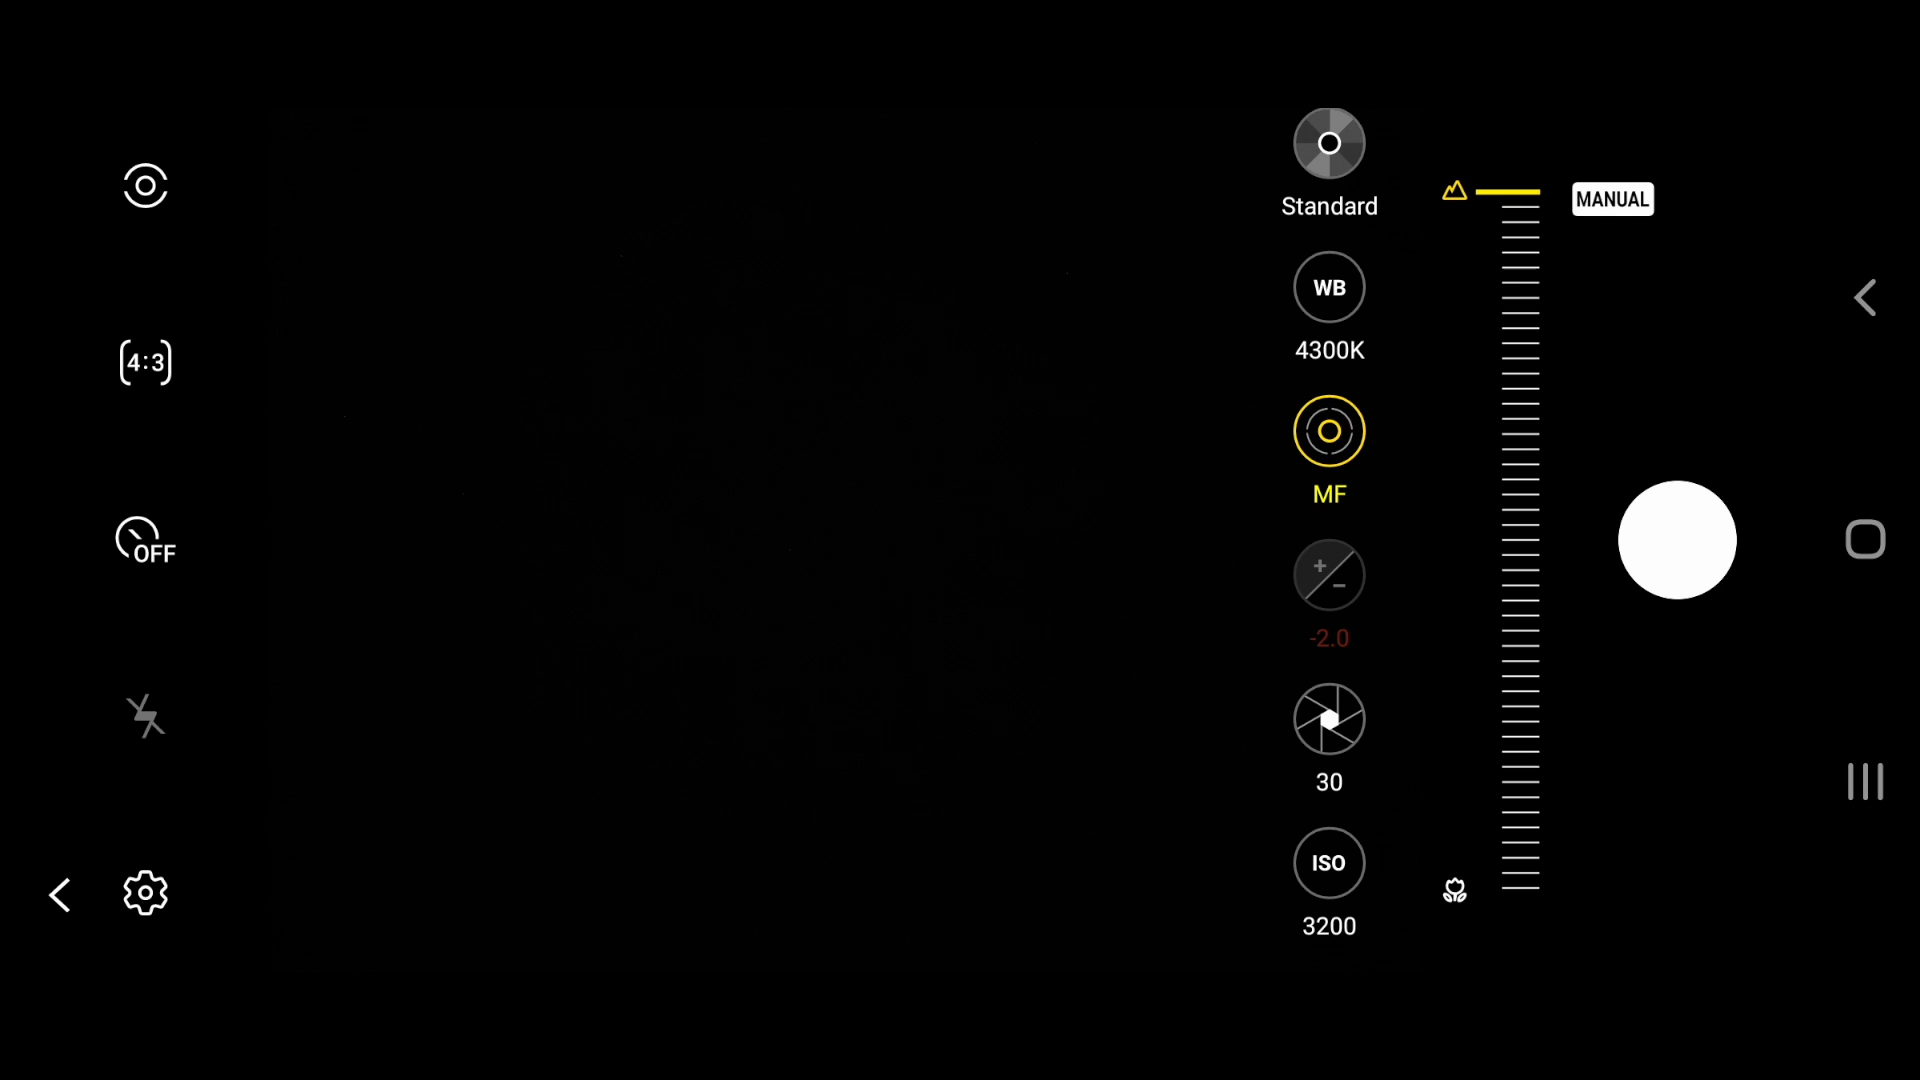 Standard
MANUAL
WB
4300K
4:3
MF
OFF
+
−
-2.0
30
ISO
3200